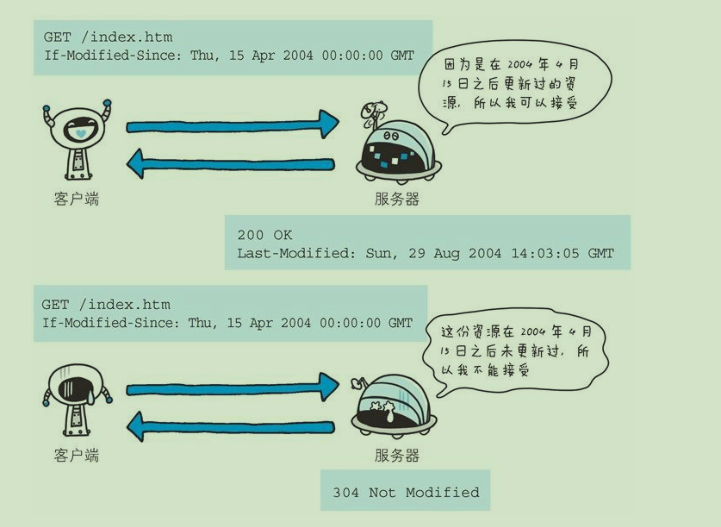 GET /index.htm
If-Modified-Since: Thu, 15 Apr 2004 00:00:00 GMT
因为是在 2004 年 4 月
15 日之后更新过的资
源，所以我可以接受
客户端
服务器
200 OK
Last-Modified: Sun, 29 Aug 2004 14:03:05 GMT
GET /index.htm
If-Modified-Since: Thu, 15 Apr 2004 00:00:00 GMT
这份资源在 2004 年 4 月
15 日之后未更新过，所
以我不能接受
客户端
服务器
304 Not Modified